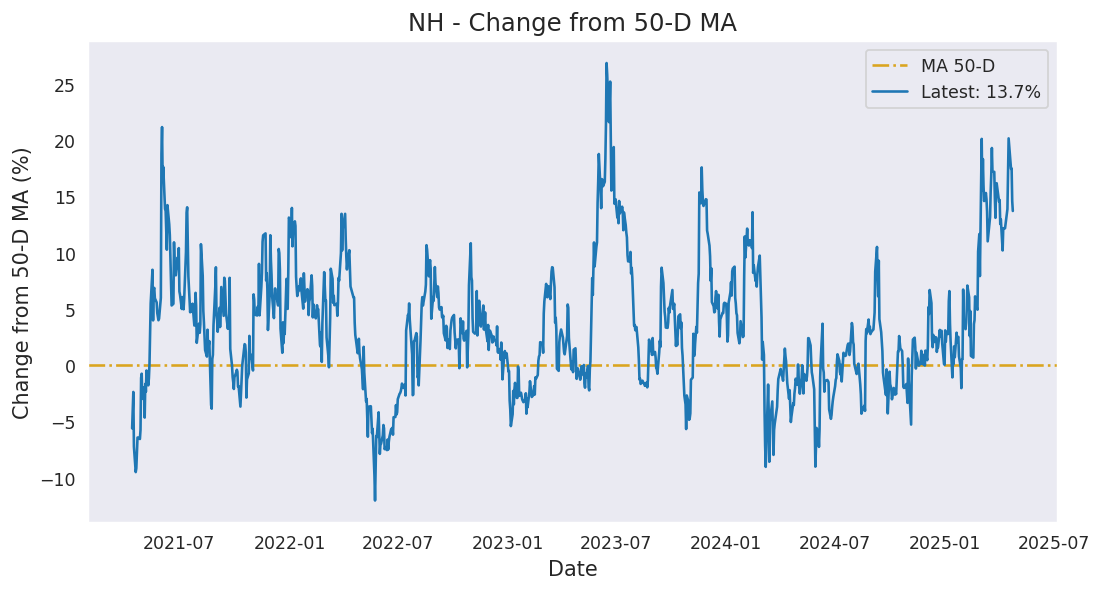 NH - Change from 50-D MA
MA 50-D
Latest: 13.7%
Change from 50-D MA (%)
25
20
15
10
5
0
−5
−10
2021-07 2022-01 2022-07 2023-01 2023-07 2024-01 2024-07 2025-01 2025-07
Date